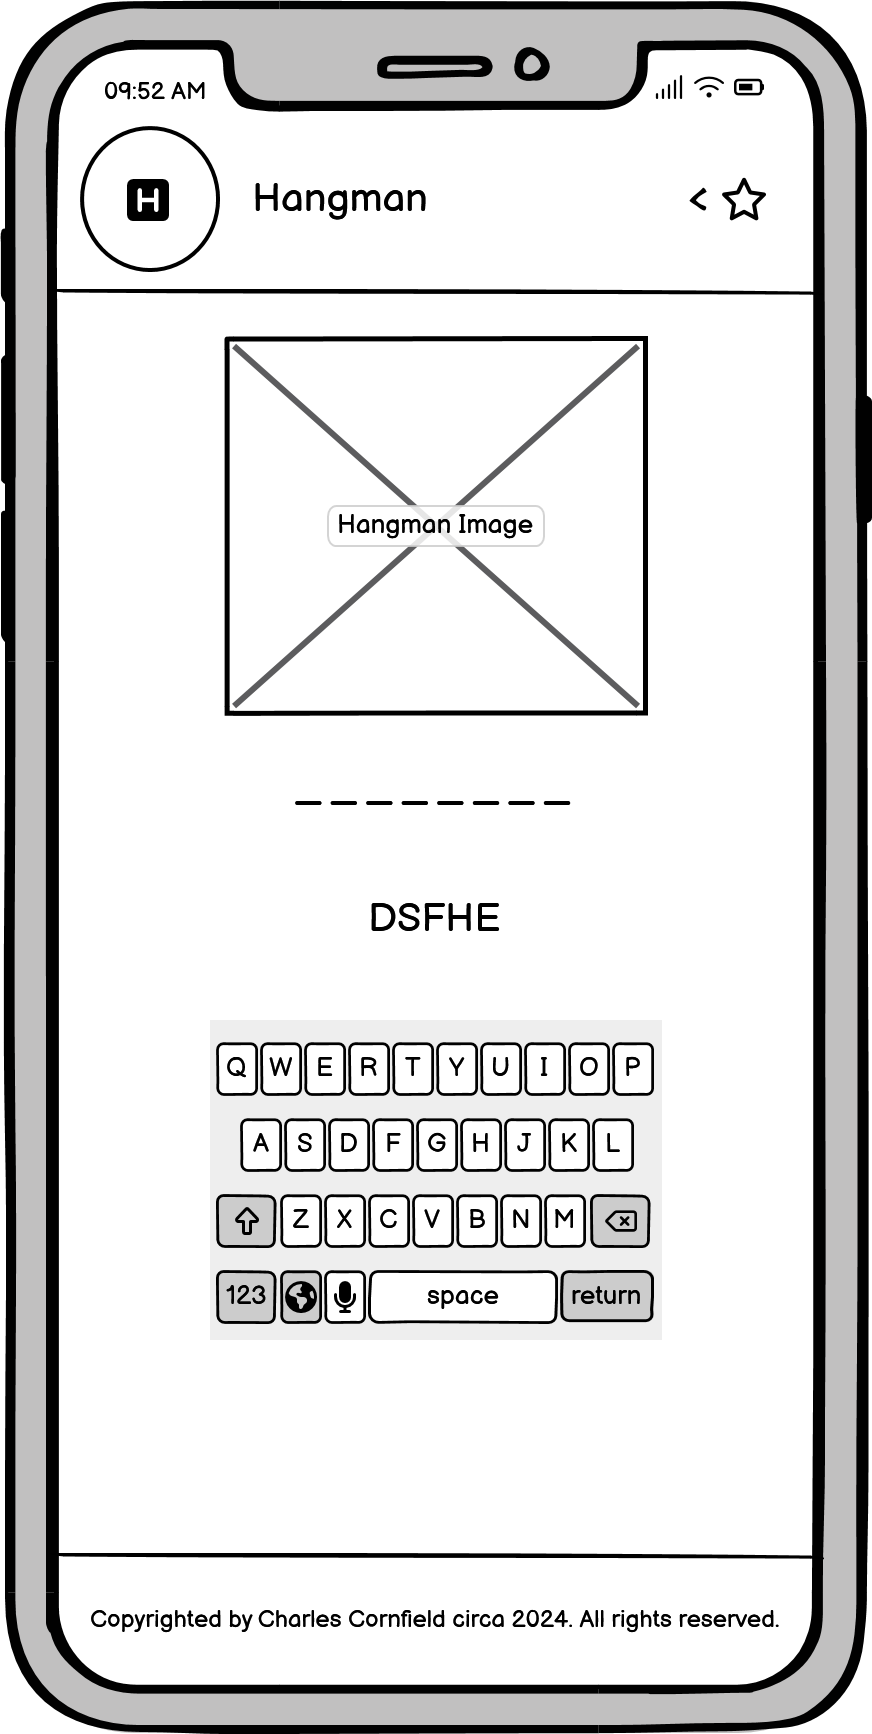 09:52 AM
H Hangman <
Hangman Image
_ _ _ _ _ _ _ _
DSFHE
Q W E R T Y U I O P
A S D F G H J K L
Z X C V B N M
123 space return
Copyrighted by Charles Cornfield circa 2024. All rights reserved.